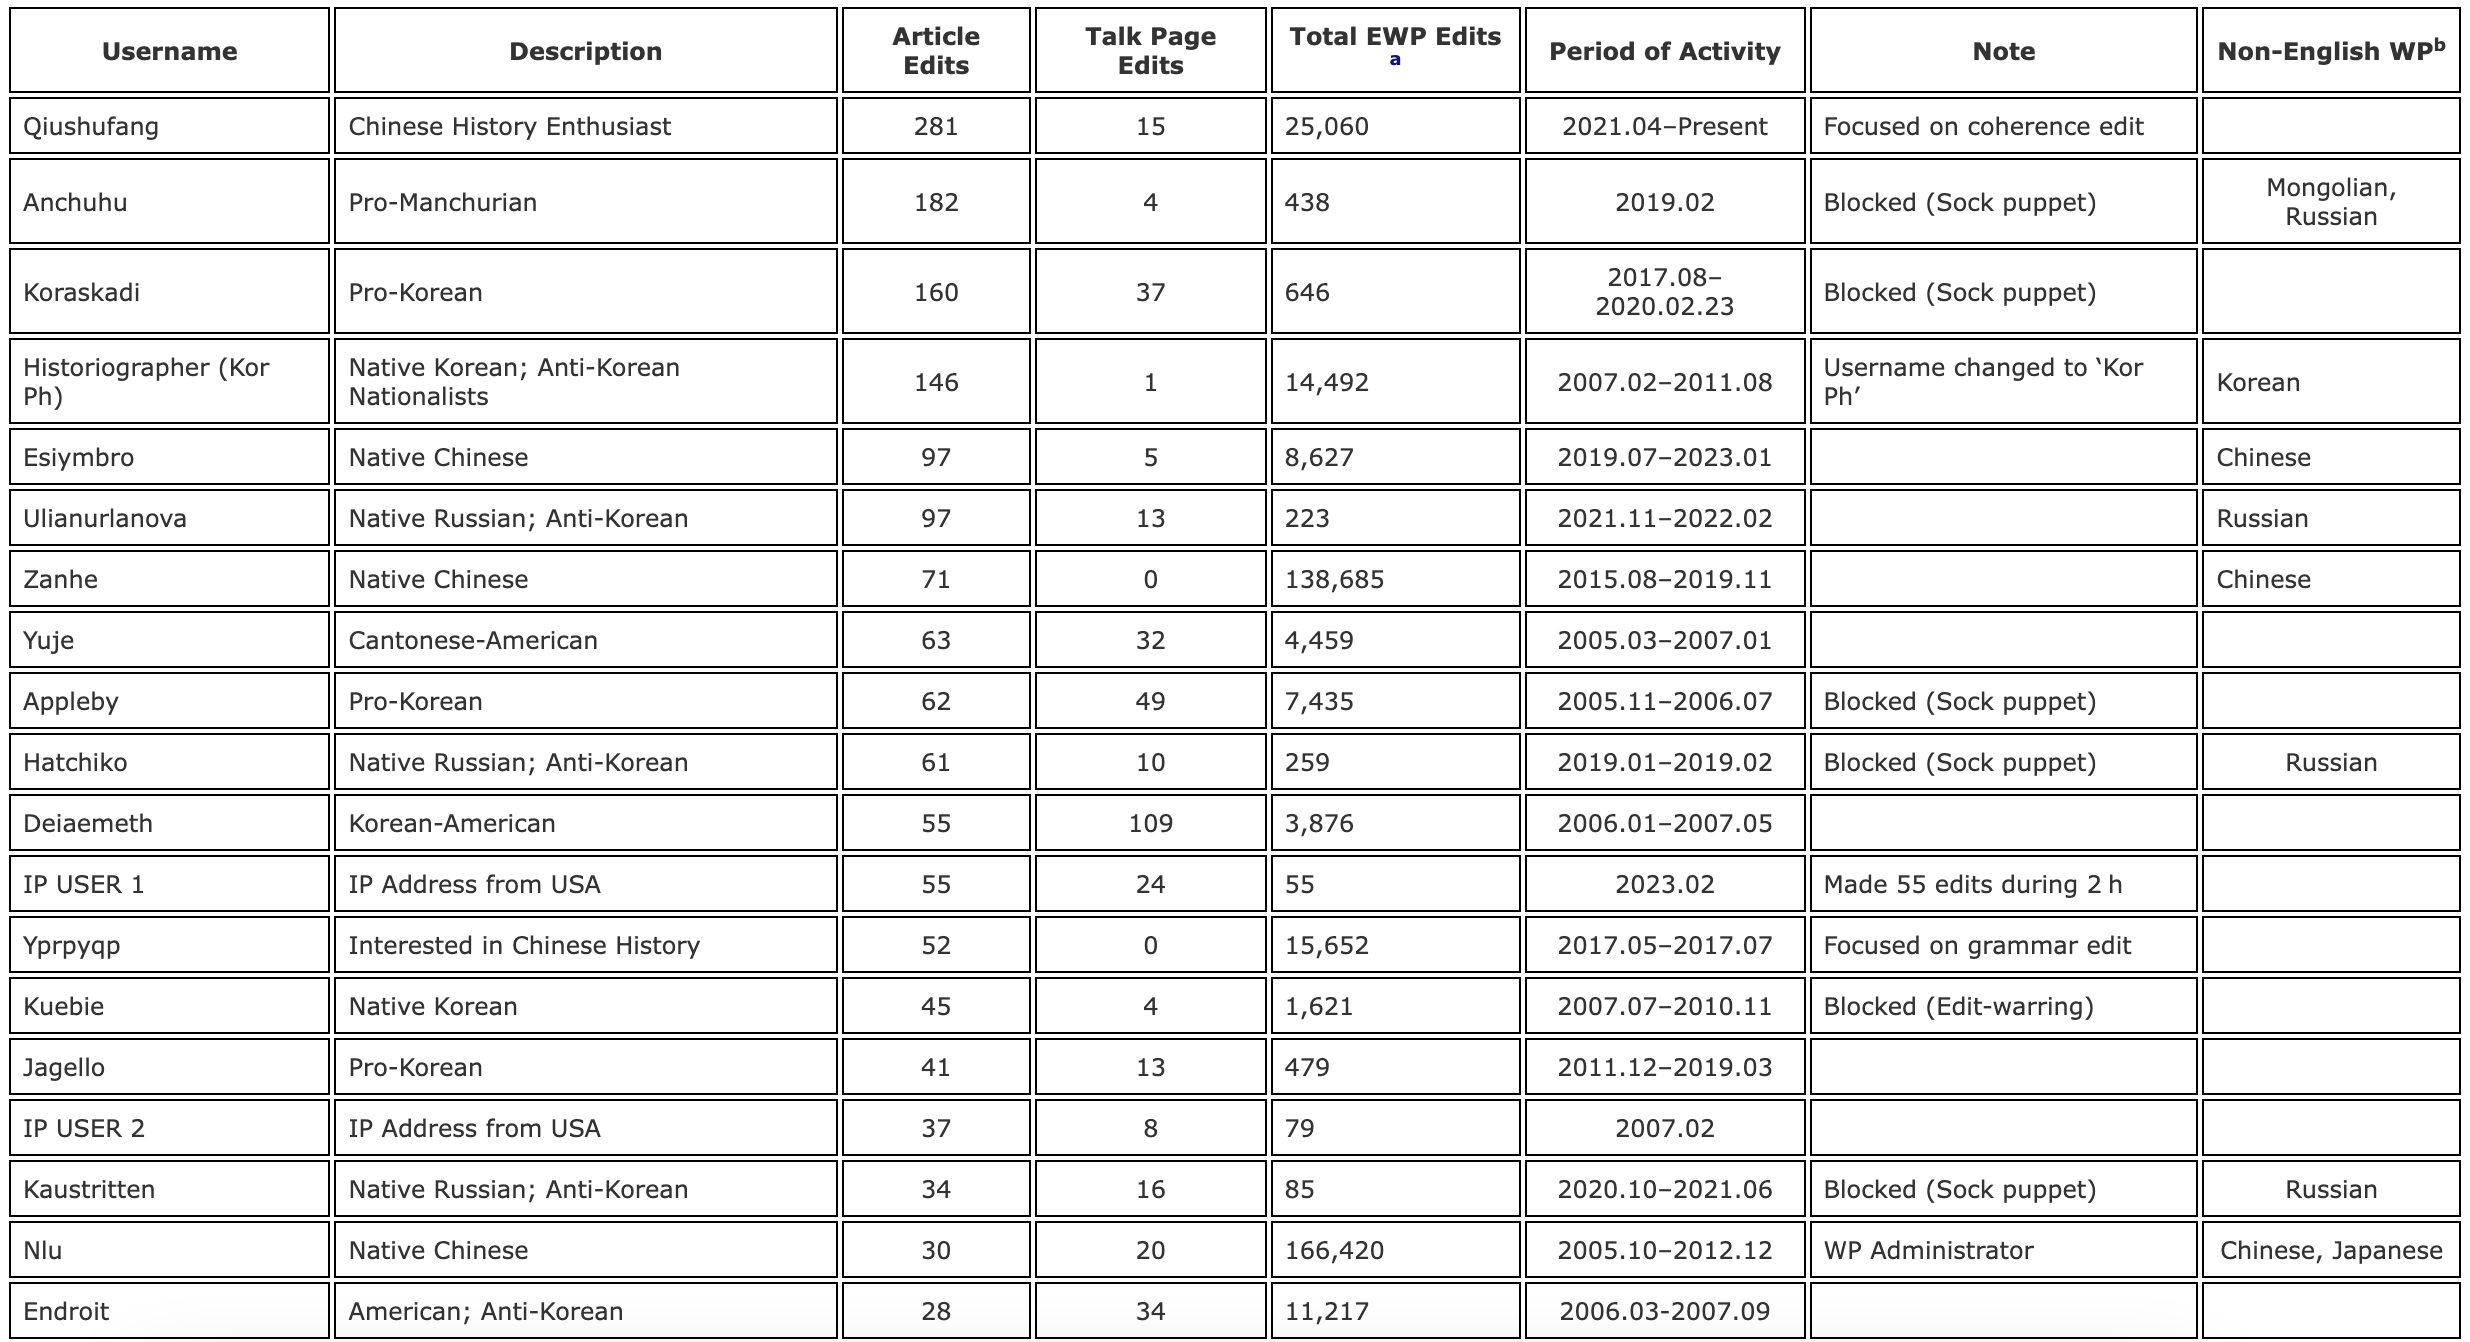 Username Description Article Edits Talk Page Edits Total EWP Edits a Period of Activity Note Non-English WPb
Qiushufang Chinese History Enthusiast 281 15 25,060 2021.04–Present Focused on coherence edit
Anchuhu Pro-Manchurian 182 4 438 2019.02 Blocked (Sock puppet) Mongolian, Russian
Koraskadi Pro-Korean 160 37 646 2017.08–2020.02.23 Blocked (Sock puppet)
Historiographer (Kor Ph) Native Korean; Anti-Korean Nationalists 146 1 14,492 2007.02–2011.08 Username changed to ‘Kor Ph’ Korean
Esiymbro Native Chinese 97 5 8,627 2019.07–2023.01 Chinese
Ulianurlanova Native Russian; Anti-Korean 97 13 223 2021.11–2022.02 Russian
Zanhe Native Chinese 71 0 138,685 2015.08–2019.11 Chinese
Yuje Cantonese-American 63 32 4,459 2005.03–2007.01
Appleby Pro-Korean 62 49 7,435 2005.11–2006.07 Blocked (Sock puppet)
Hatchiko Native Russian; Anti-Korean 61 10 259 2019.01–2019.02 Blocked (Sock puppet) Russian
Deiaemeth Korean-American 55 109 3,876 2006.01–2007.05
IP USER 1 IP Address from USA 55 24 55 2023.02 Made 55 edits during 2 h
Yprpyqp Interested in Chinese History 52 0 15,652 2017.05–2017.07 Focused on grammar edit
Kuebie Native Korean 45 4 1,621 2007.07–2010.11 Blocked (Edit-warring)
Jagello Pro-Korean 41 13 479 2011.12–2019.03
IP USER 2 IP Address from USA 37 8 79 2007.02
Kaustritten Native Russian; Anti-Korean 34 16 85 2020.10–2021.06 Blocked (Sock puppet) Russian
Nlu Native Chinese 30 20 166,420 2005.10–2012.12 WP Administrator Chinese, Japanese
Endroit American; Anti-Korean 28 34 11,217 2006.03-2007.09